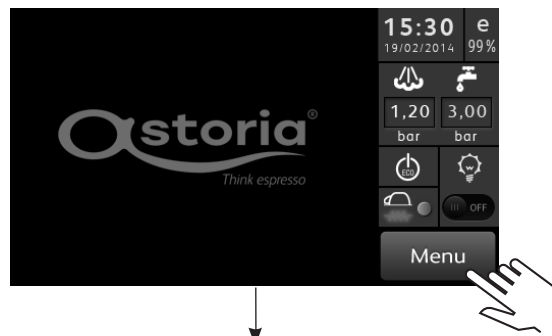 15:30
19/02/2014
e
99%
astoria®
Think espresso
1,20
3,00
bar
bar
ECO
OFF
Menu